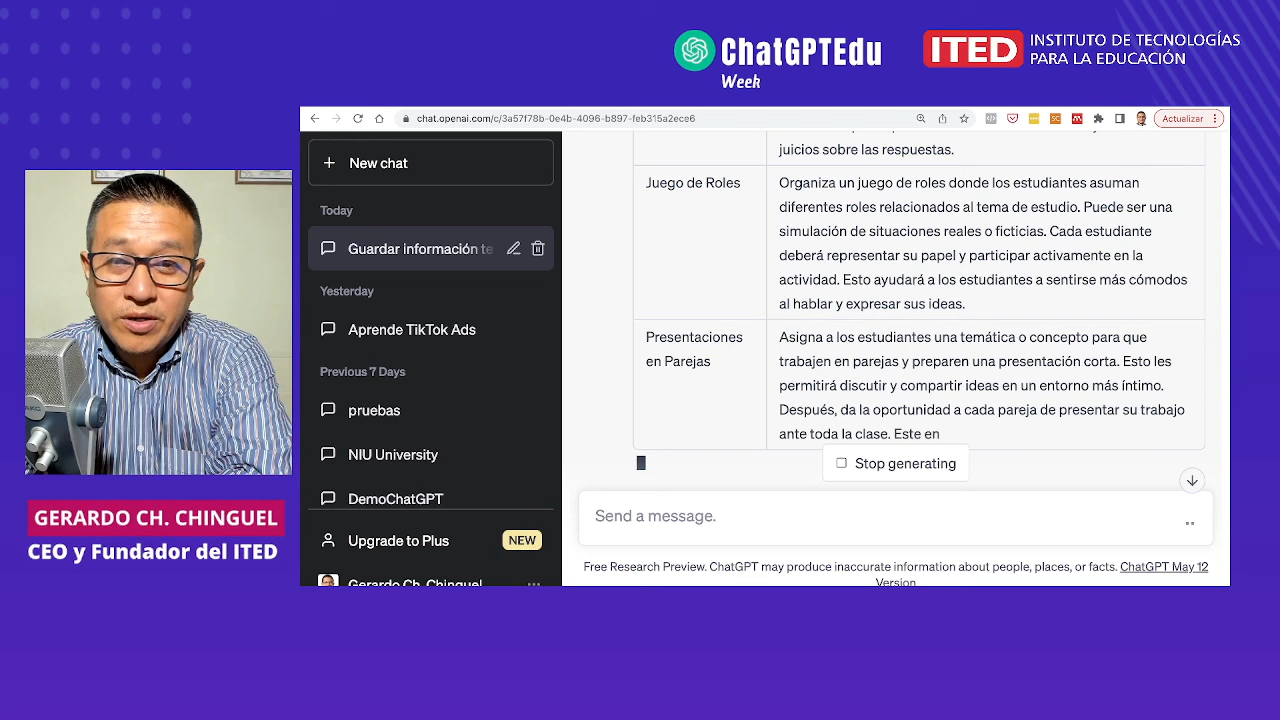 ChatGPTEdu
Week
ITED
INSTITUTO DE TECNOLOGÍAS
PARA LA EDUCACIÓN
chat.openai.com/c/3a57f78b-0e4b-4096-b897-feb315a2ece6
Actualizar
New chat
Today
Guardar información te
Yesterday
Aprende TikTok Ads
Previous 7 Days
pruebas
NIU University
DemoChatGPT
Upgrade to Plus
NEW
Gerardo Ch. Chinguel
juicios sobre las respuestas.
Juego de Roles
Organiza un juego de roles donde los estudiantes asuman
diferentes roles relacionados al tema de estudio. Puede ser una
simulación de situaciones reales o ficticias. Cada estudiante
deberá representar su papel y participar activamente en la
actividad. Esto ayudará a los estudiantes a sentirse más cómodos
al hablar y expresar sus ideas.
Presentaciones
en Parejas
Asigna a los estudiantes una temática o concepto para que
trabajen en parejas y preparen una presentación corta. Esto les
permitirá discutir y compartir ideas en un entorno más íntimo.
Después, da la oportunidad a cada pareja de presentar su trabajo
ante toda la clase. Este en
Stop generating
Send a message.
Free Research Preview. ChatGPT may produce inaccurate information about people, places, or facts. ChatGPT May 12
Version
AKG
GERARDO CH. CHINGUEL
CEO y Fundador del ITED